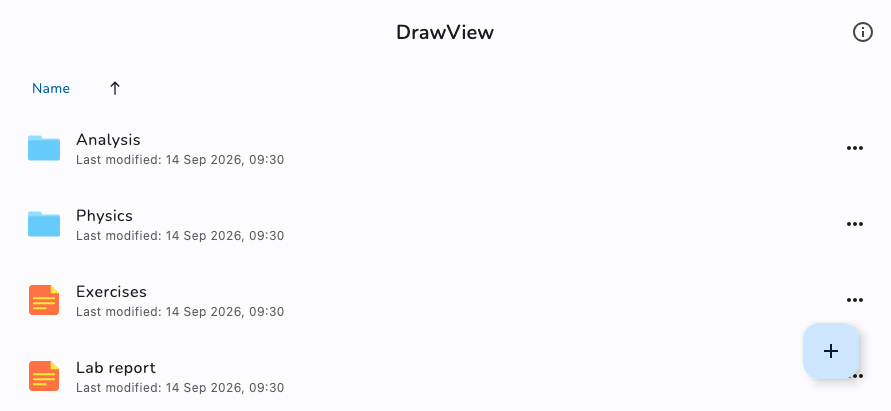 DrawView
Name
Analysis
Last modified: 14 Sep 2026, 09:30
Physics
Last modified: 14 Sep 2026, 09:30
Exercises
Last modified: 14 Sep 2026, 09:30
Lab report
Last modified: 14 Sep 2026, 09:30